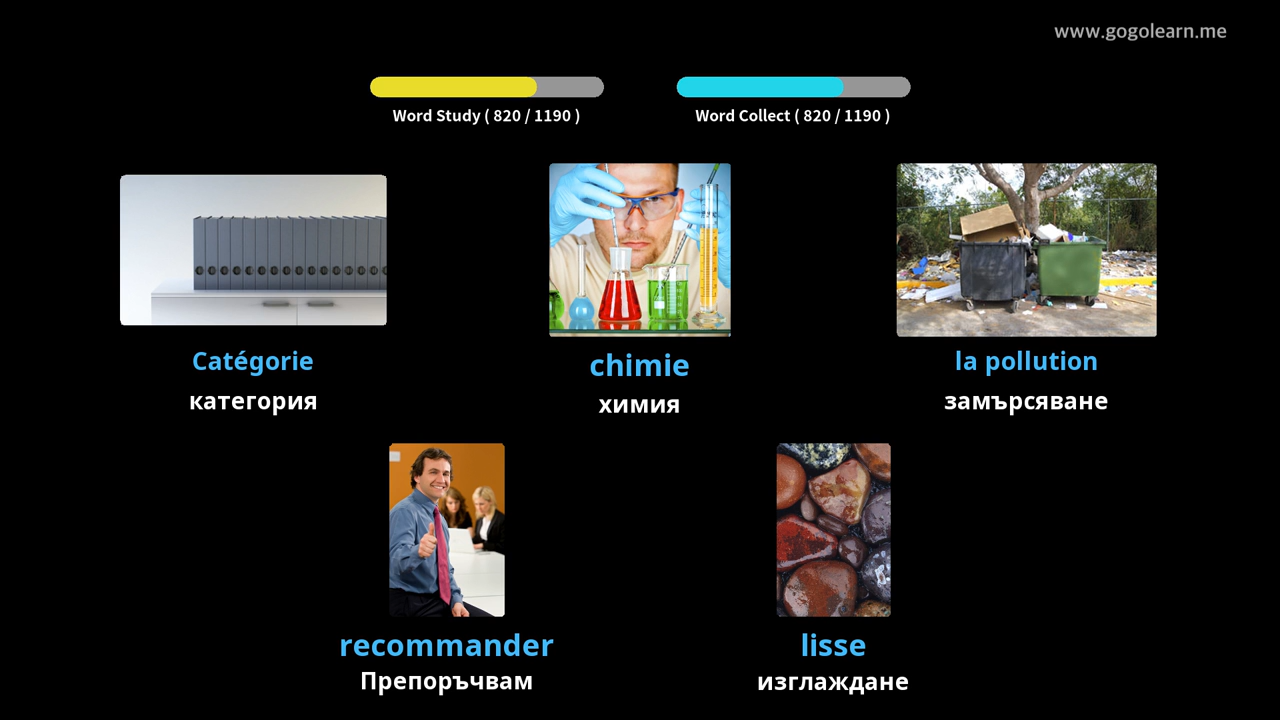 www.gogolearn.me
Word Study ( 820 / 1190 )
Word Collect ( 820 / 1190 )
Catégorie
категория
chimie
химия
la pollution
замърсяване
recommander
Препоръчвам
lisse
изглаждане